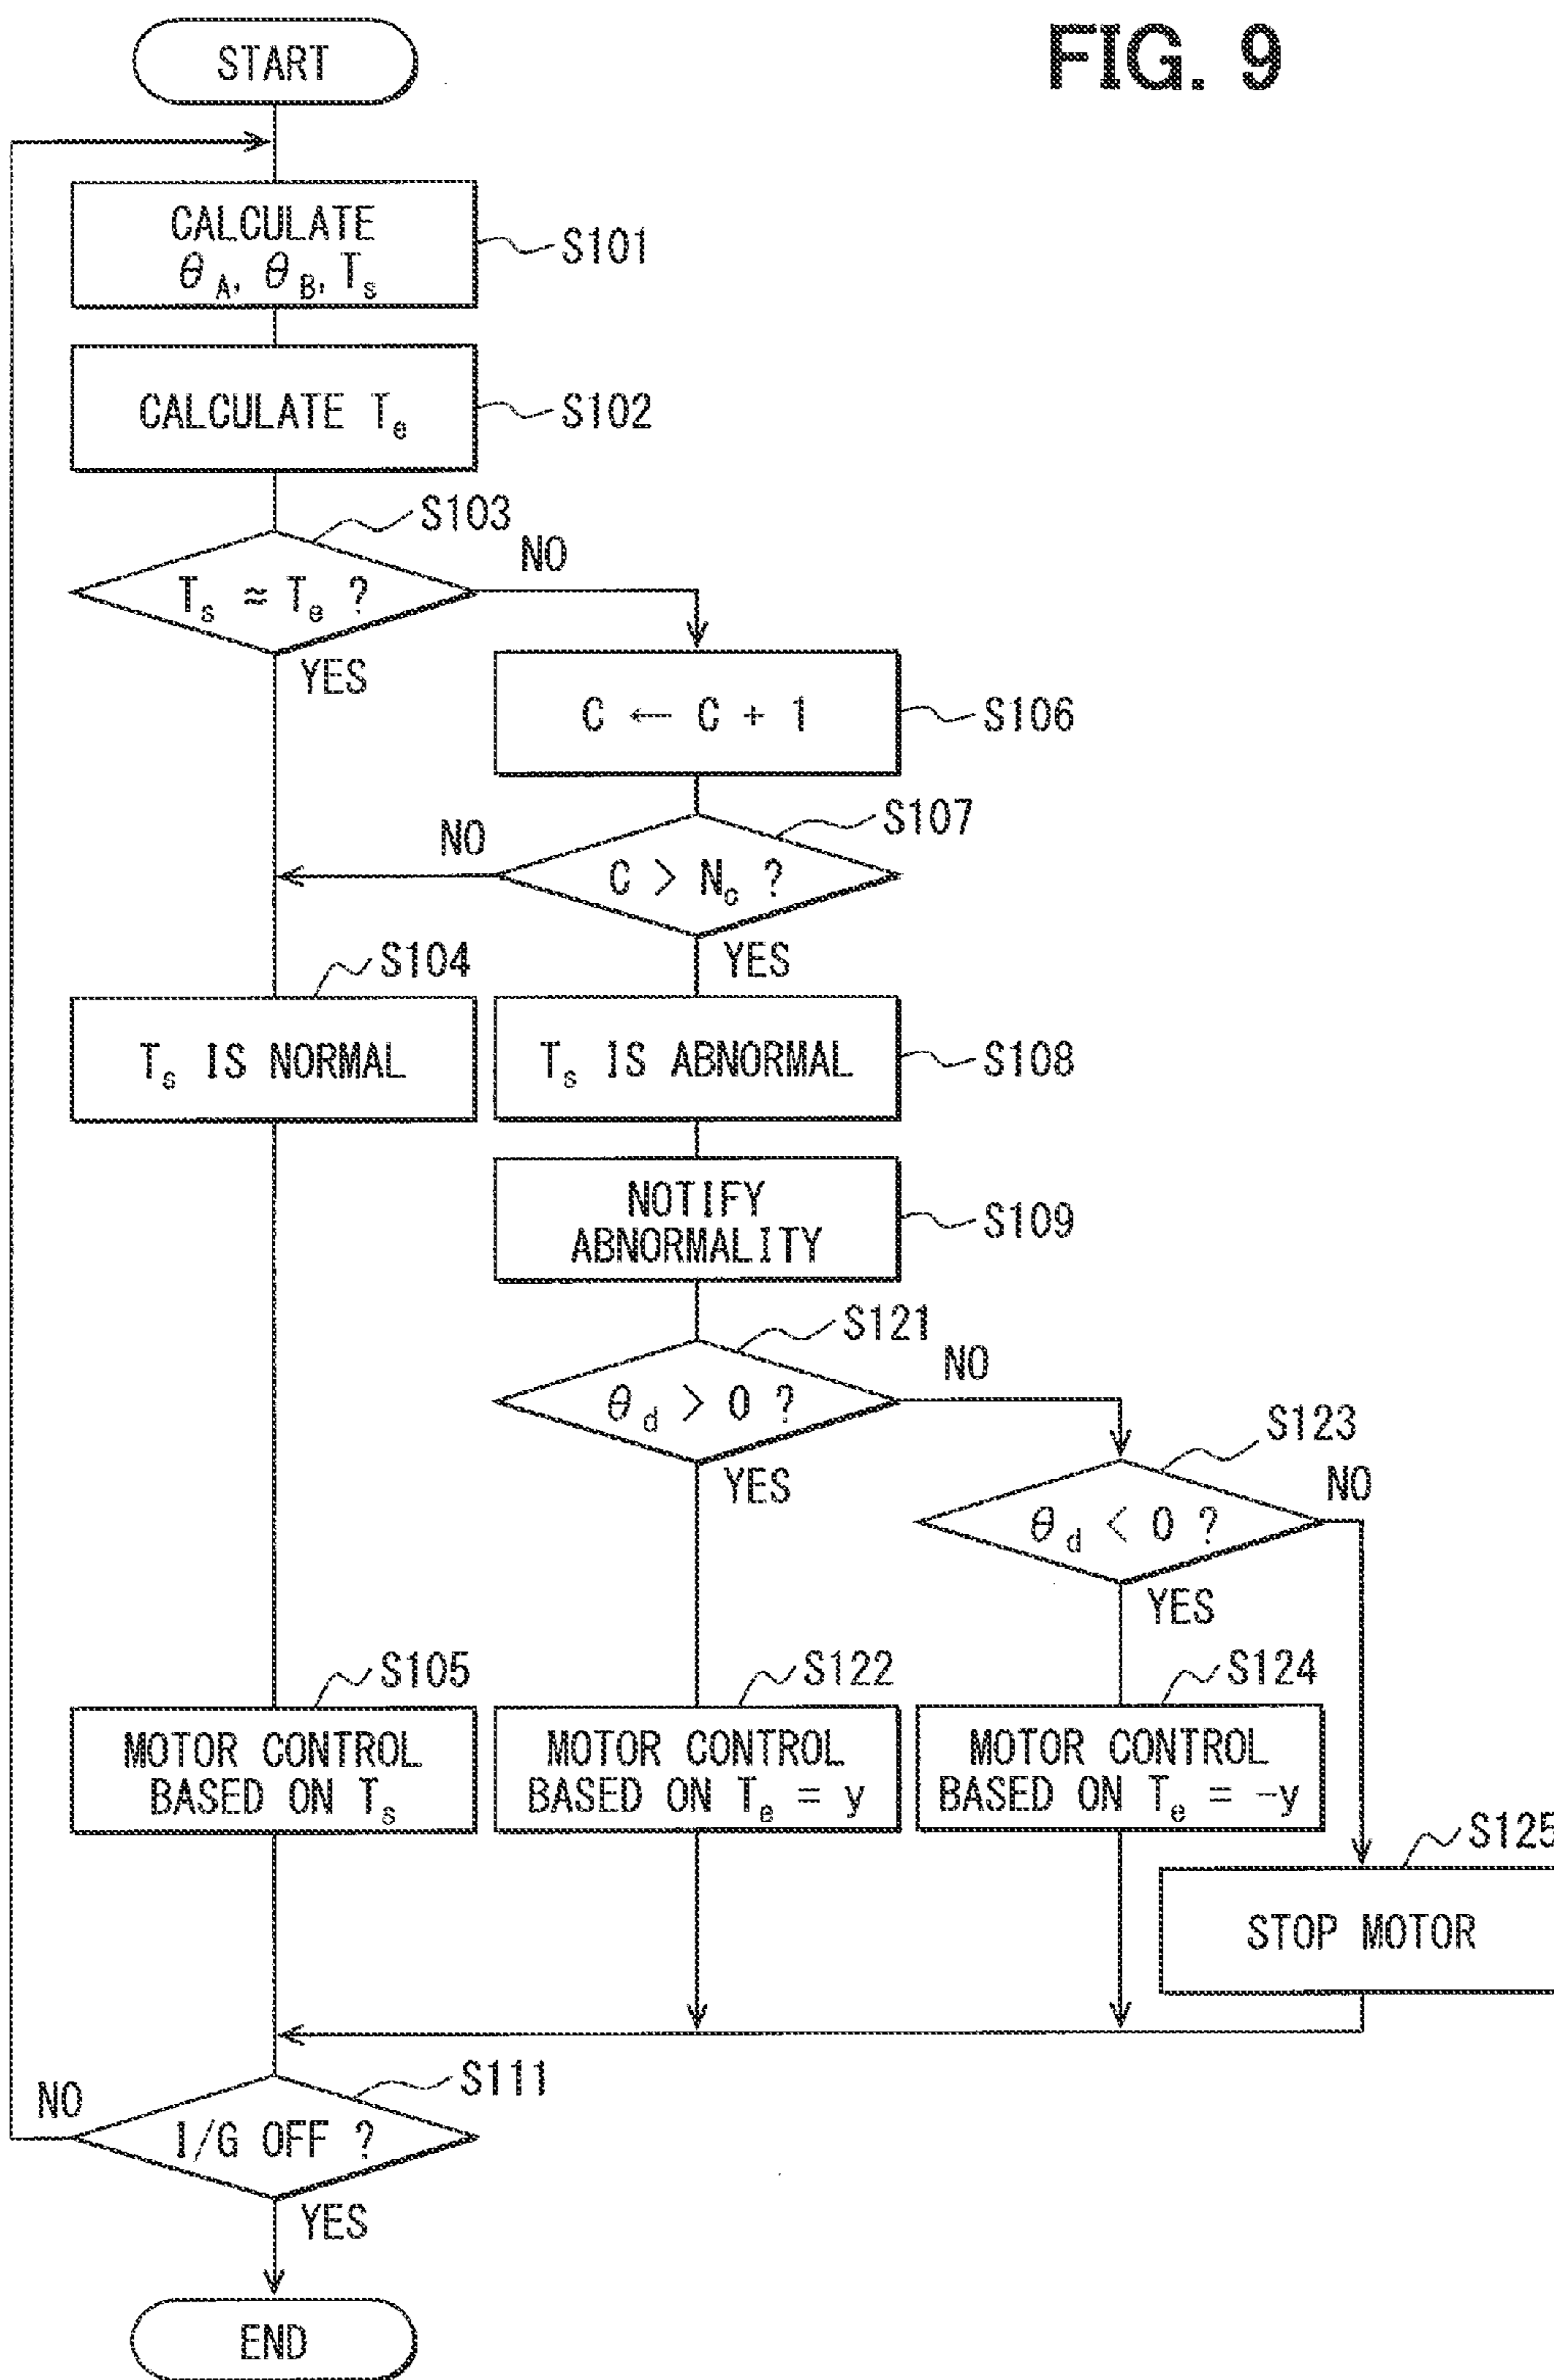 FIG. 9
START
CALCULATE
θA, θB, Ts
S101
CALCULATE Te
S102
S103
Ts ≈ Te ?
NO
YES
C ← C + 1
S106
S107
NO
C > Nc ?
YES
S104
Ts IS NORMAL
Ts IS ABNORMAL
S108
NOTIFY
ABNORMALITY
S109
S121
θd > 0 ?
NO
YES
S123
θd < 0 ?
NO
YES
S105
MOTOR CONTROL
BASED ON Ts
S122
MOTOR CONTROL
BASED ON Te = y
S124
MOTOR CONTROL
BASED ON Te = -y
S125
STOP MOTOR
S111
NO
I/G OFF ?
YES
END